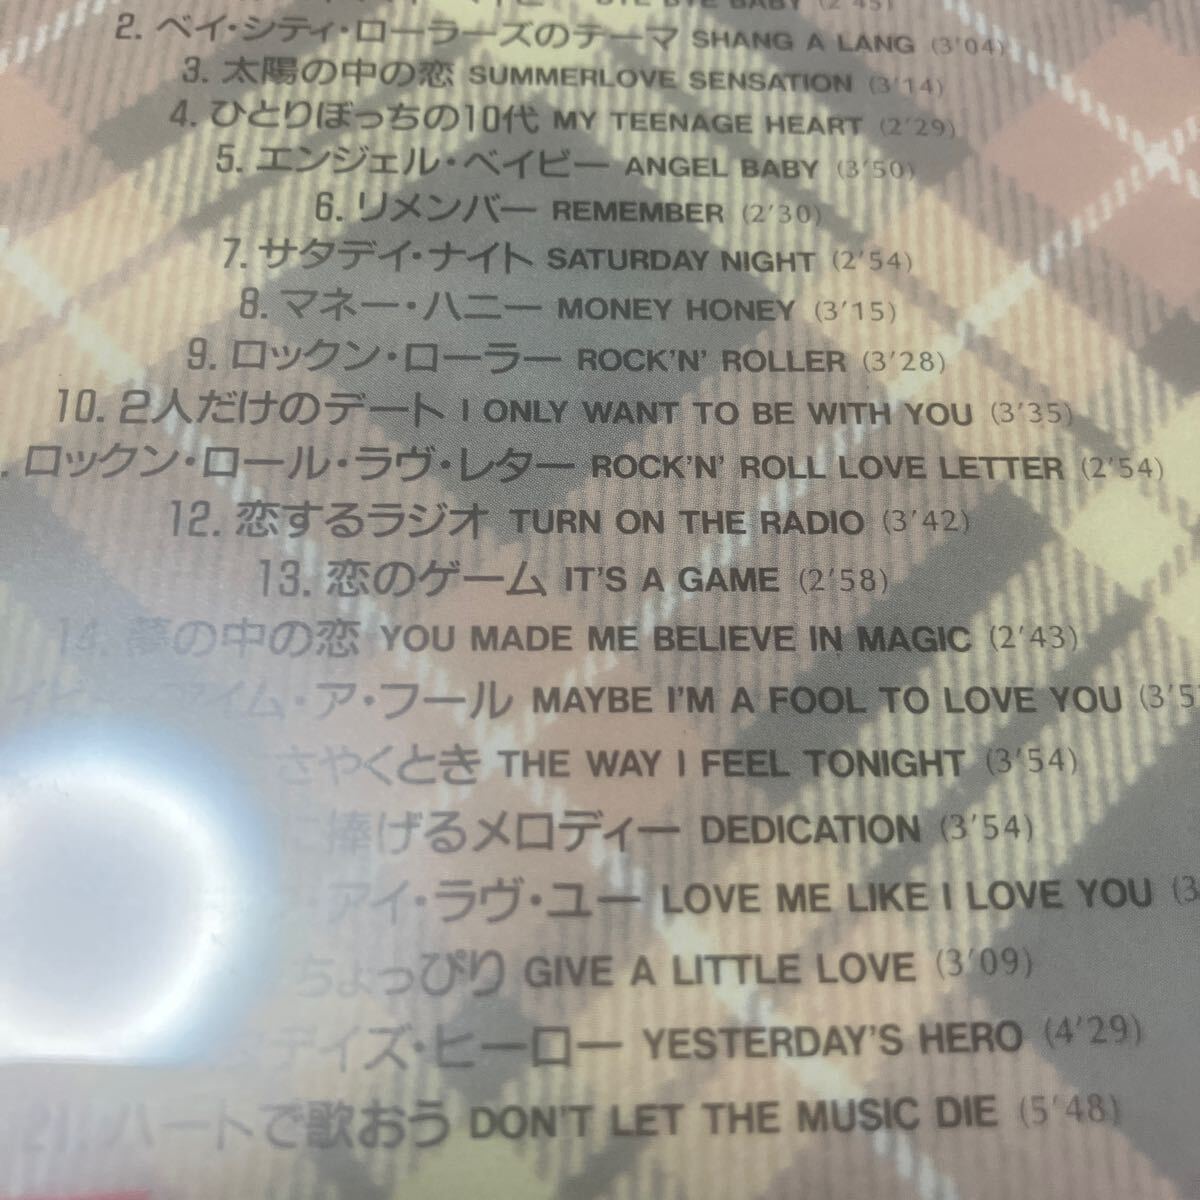 BYE BYE BABY (2'45)
2. ベイ・シティ・ローラーズのテーマ SHANG A LANG (3'04)
3. 太陽の中の恋 SUMMERLOVE SENSATION (3'14)
4. ひとりぼっちの10代 MY TEENAGE HEART (2'29)
5. エンジェル・ベイビー ANGEL BABY (3'50)
6. リメンバー REMEMBER (2'30)
7. サタデイ・ナイト SATURDAY NIGHT (2'54)
8. マネー・ハニー MONEY HONEY (3'15)
9. ロックン・ローラー ROCK'N' ROLLER (3'28)
10. 2人だけのデート I ONLY WANT TO BE WITH YOU (3'35)
. ロックン・ロール・ラヴ・レター ROCK'N' ROLL LOVE LETTER (2'54)
12. 恋するラジオ TURN ON THE RADIO (3'42)
13. 恋のゲーム IT'S A GAME (2'58)
14. 夢の中の恋 YOU MADE ME BELIEVE IN MAGIC (2'43)
アイム・ア・フール MAYBE I'M A FOOL TO LOVE YOU (3'5
さやくとき THE WAY I FEEL TONIGHT (3'54)
に捧げるメロディー DEDICATION (3'54)
アイ・ラヴ・ユー LOVE ME LIKE I LOVE YOU (3
ちょっぴり GIVE A LITTLE LOVE (3'09)
スデイズ・ヒーロー YESTERDAY'S HERO (4'29)
21. ハートで歌おう DON'T LET THE MUSIC DIE (5'48)